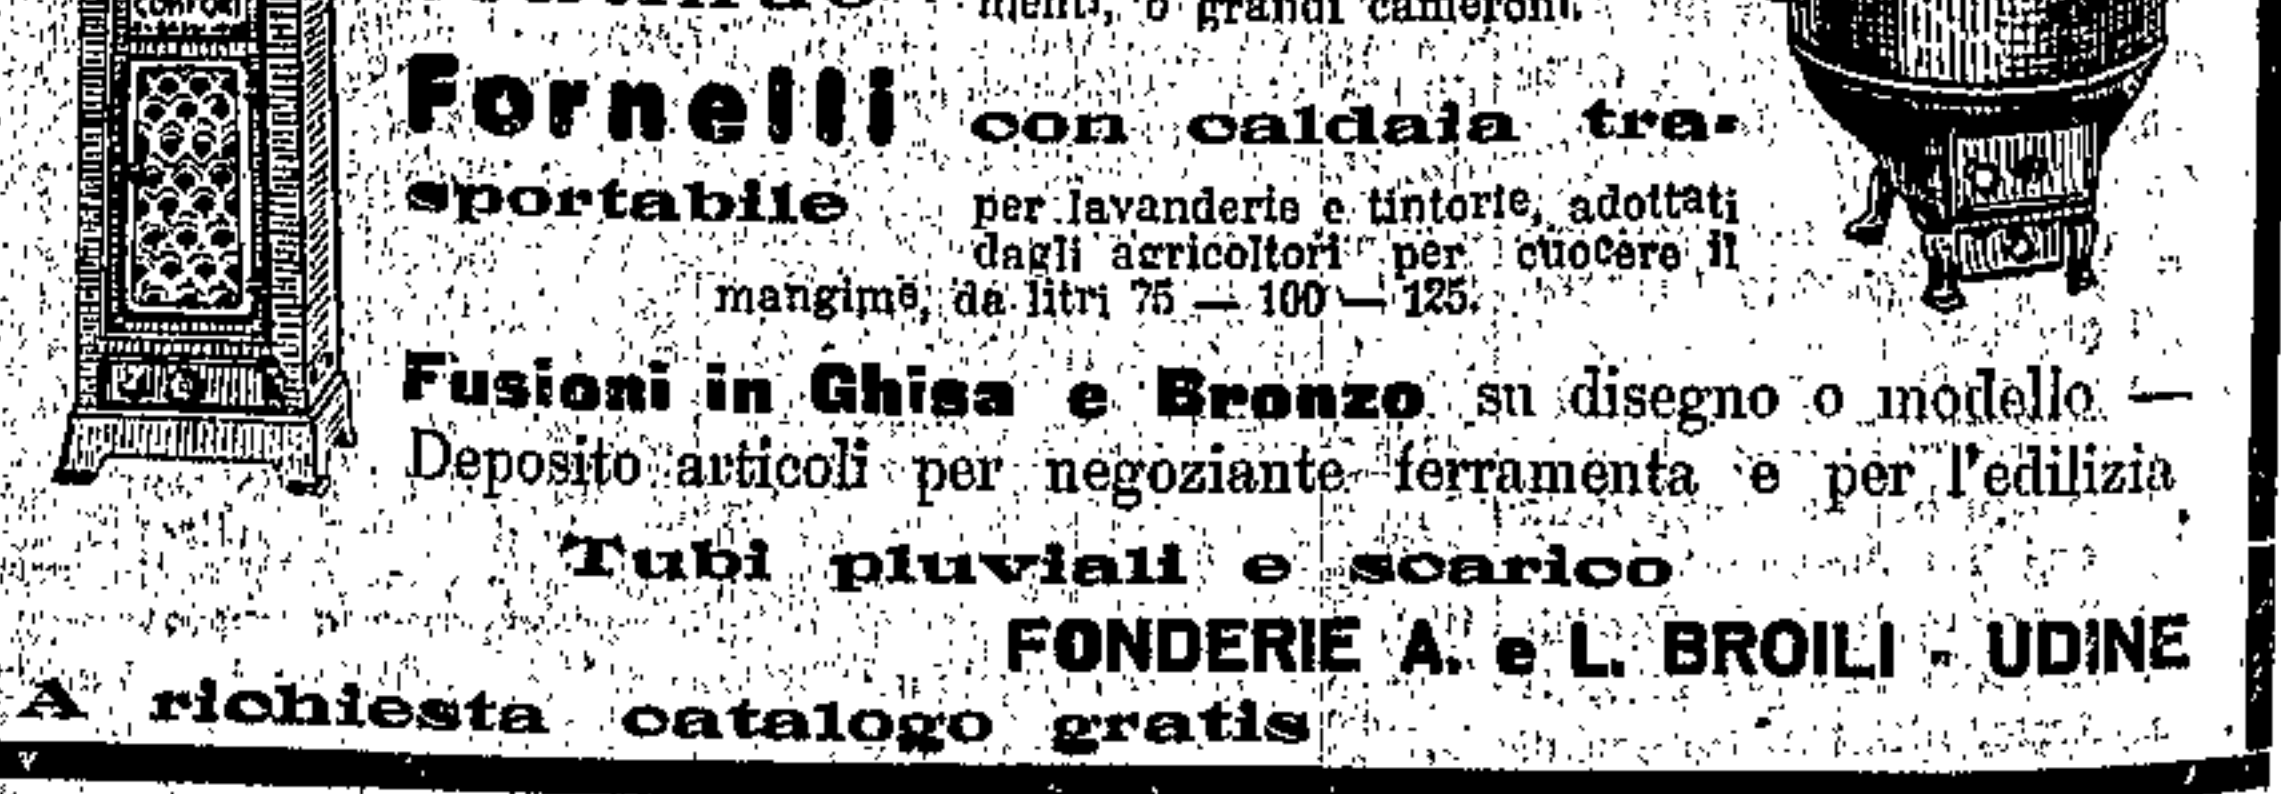 CONFORT
menti, o grandi cameroni.
Fornelli con caldaia tra-
sportabile per lavanderie e tintorie, adottati
dagli agricoltori per cuocere il
mangime, da litri 75 — 100 — 125.
Fusioni in Ghisa e Bronzo su disegno o modello —
Deposito articoli per negoziante ferramenta e per l'edilizia
Tubi pluviali e scarico
FONDERIE A. e L. BROILI - UDINE
A richiesta catalogo gratis